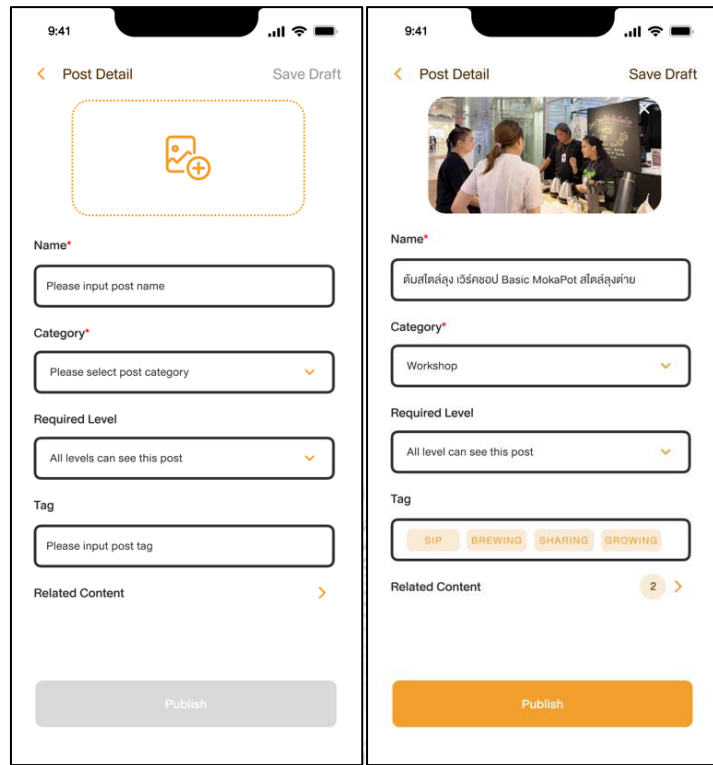 9:41
Post Detail
Save Draft
Name*
Please input post name
Category*
Please select post category
Required Level
All levels can see this post
Tag
Please input post tag
Related Content
Publish
9:41
Post Detail
Save Draft
Name*
ต้มสไตล์ลุง เวิร์คชอป Basic MokaPot สไตล์ลุงต่าย
Category*
Workshop
Required Level
All level can see this post
Tag
SIP BREWING SHARING GROWING
Related Content
2
Publish